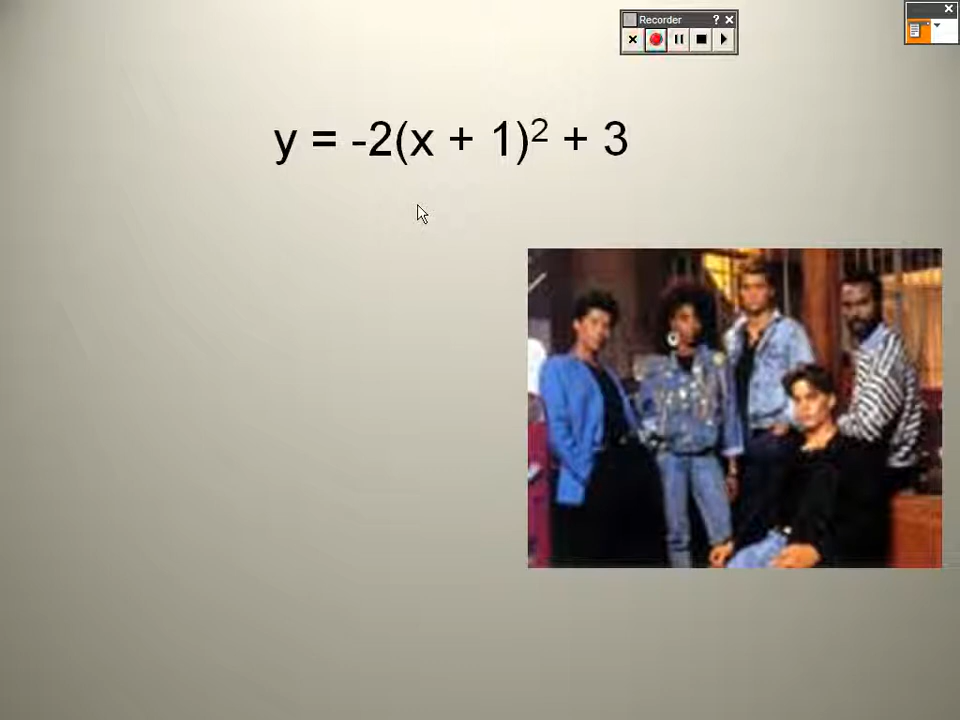 Recorder ?
y = -2(x + 1)² + 3